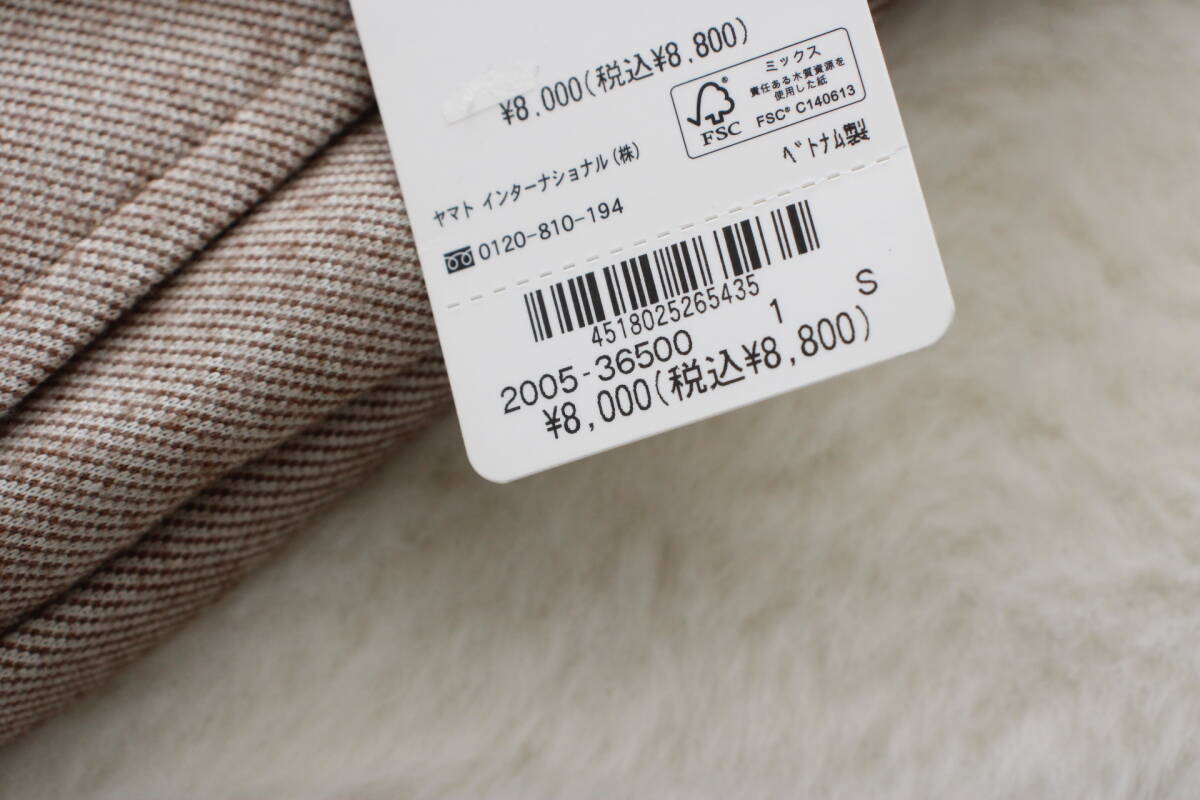 ¥8,000(税込¥8,800)
ミックス
責任ある木質資源を
使用した紙
FSC® C140613
FSC
®
ベトナム製
ヤマト インターナショナル(株)
0120-810-194
4518025265435
2005-36500 1 S
¥8,000(税込¥8,800)